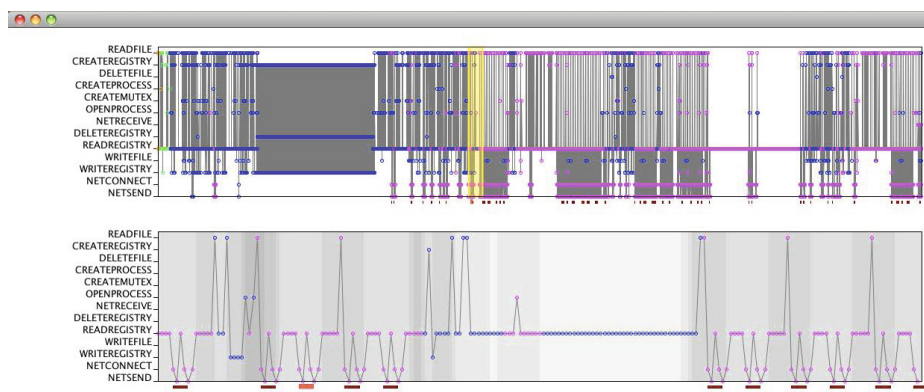 READFILE
CREATEREGISTRY
DELETEFILE
CREATEPROCESS
CREATEMUTEX
OPENPROCESS
NETRECEIVE
DELETEREGISTRY
READREGISTRY
WRITEFILE
WRITEREGISTRY
NETCONNECT
NETSEND
READFILE
CREATEREGISTRY
DELETEFILE
CREATEPROCESS
CREATEMUTEX
OPENPROCESS
NETRECEIVE
DELETEREGISTRY
READREGISTRY
WRITEFILE
WRITEREGISTRY
NETCONNECT
NETSEND